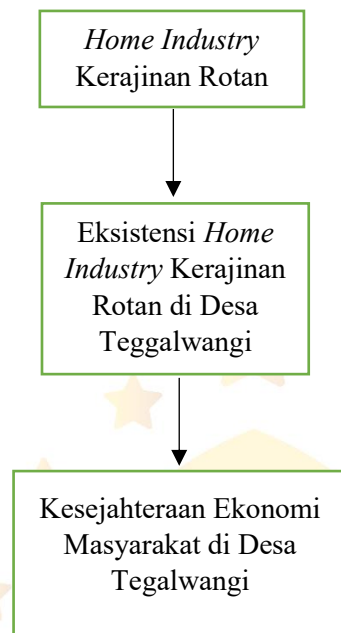 Home Industry
Kerajinan Rotan
Eksistensi Home
Industry Kerajinan
Rotan di Desa
Teggalwangi
Kesejahteraan Ekonomi
Masyarakat di Desa
Tegalwangi